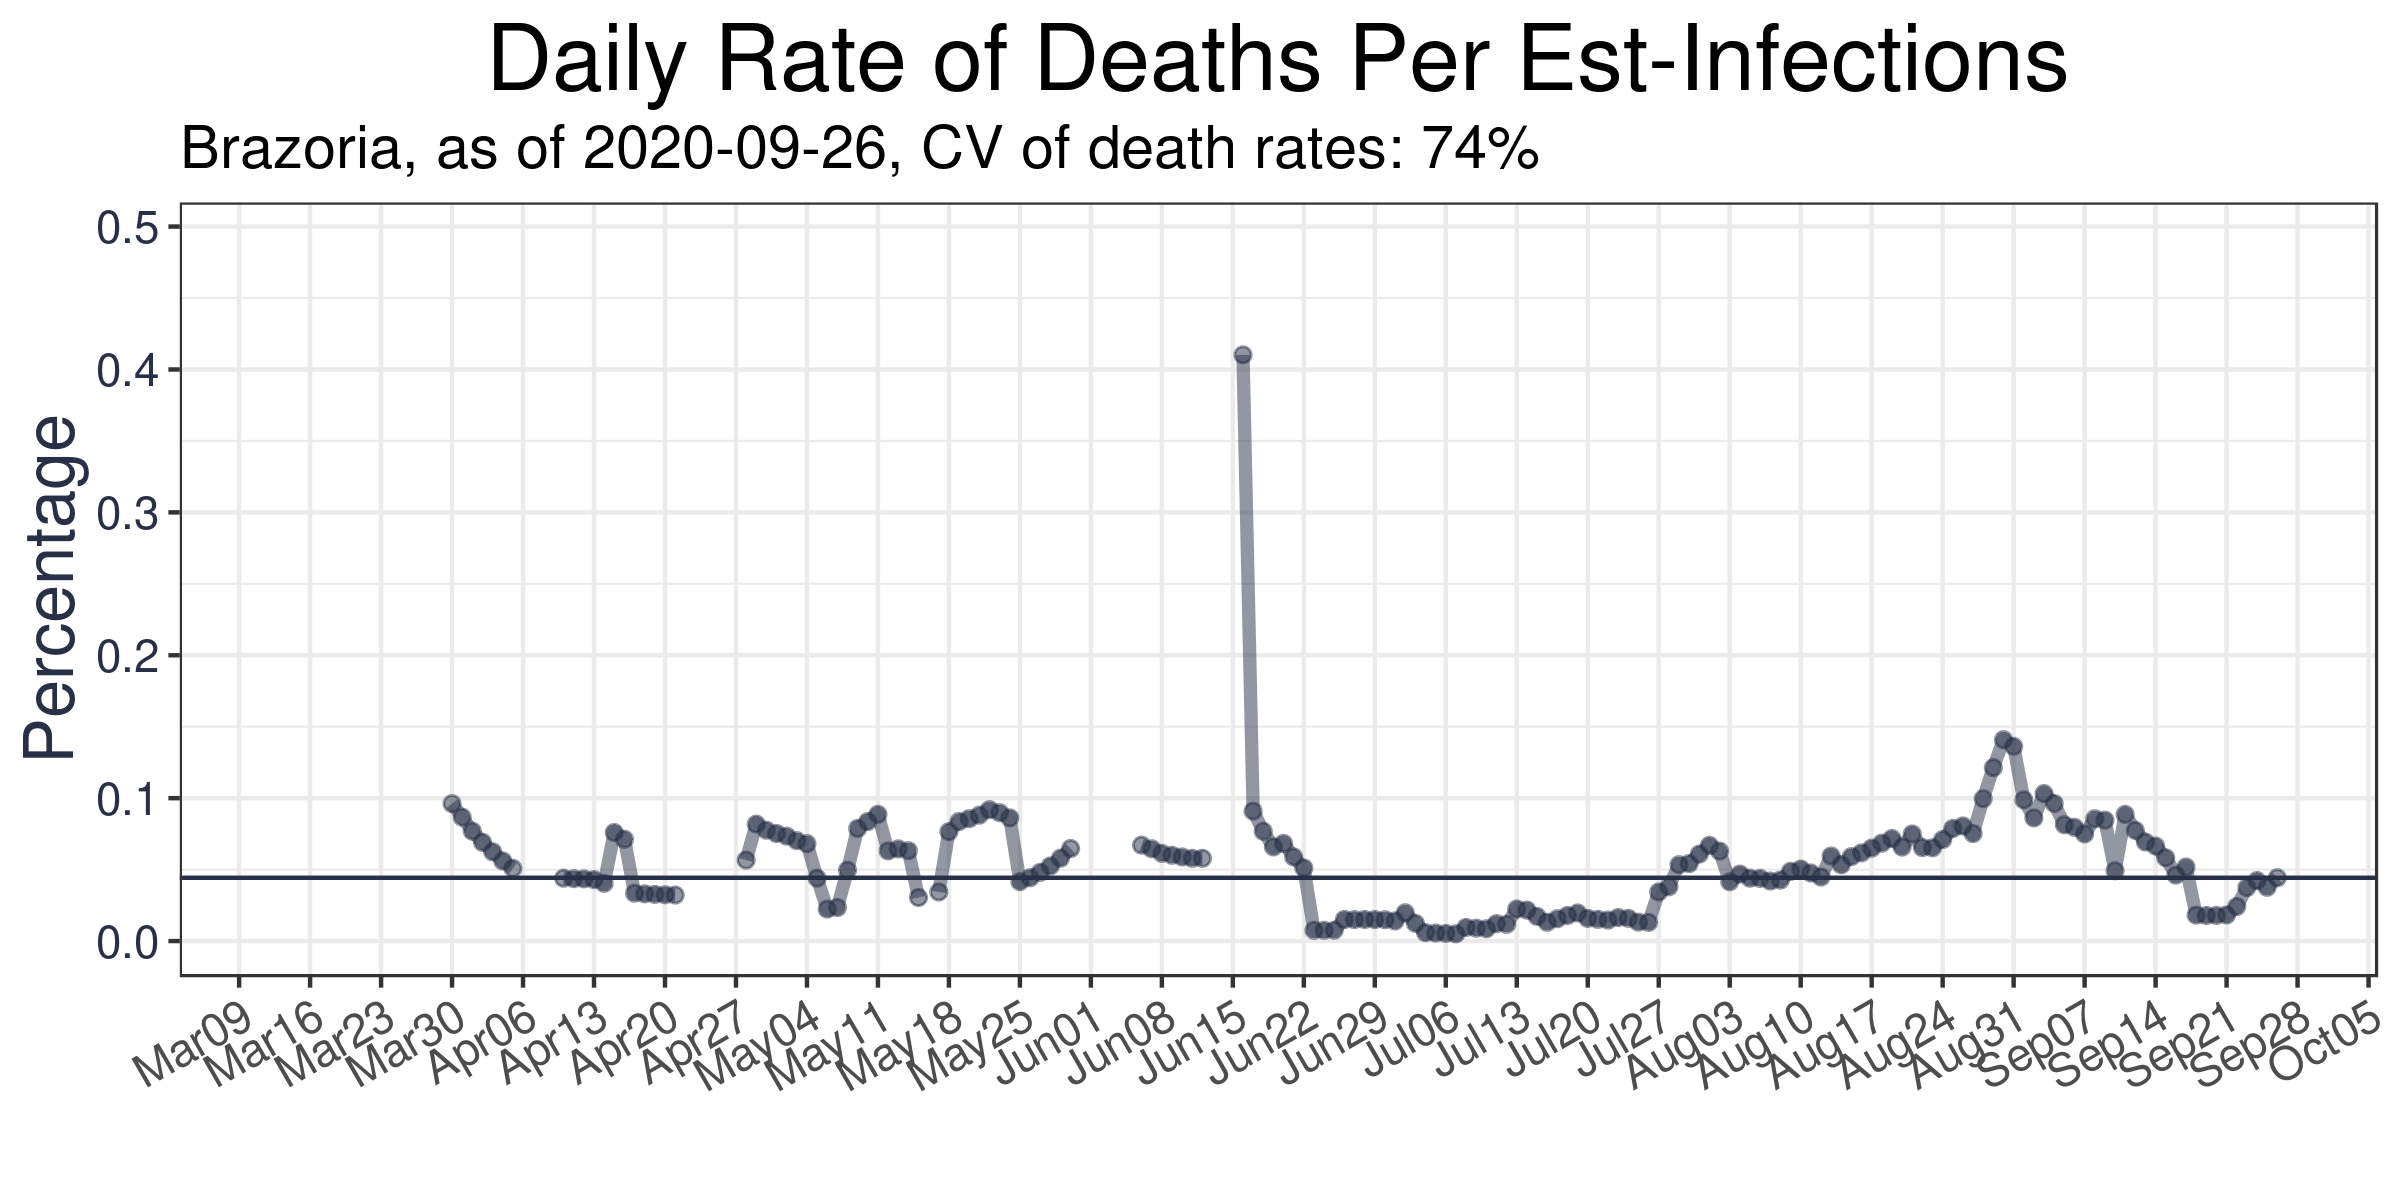 Daily Rate of Deaths Per Est-Infections
Brazoria, as of 2020-09-26, CV of death rates: 74%
Percentage
0.5
0.4
0.3
0.2
0.1
0.0
Mar09
Mar16
Mar23
Mar30
Apr06
Apr13
Apr20
Apr27
May04
May11
May18
May25
Jun01
Jun08
Jun15
Jun22
Jun29
Jul06
Jul13
Jul20
Jul27
Aug03
Aug10
Aug17
Aug24
Aug31
Sep07
Sep14
Sep21
Sep28
Oct05